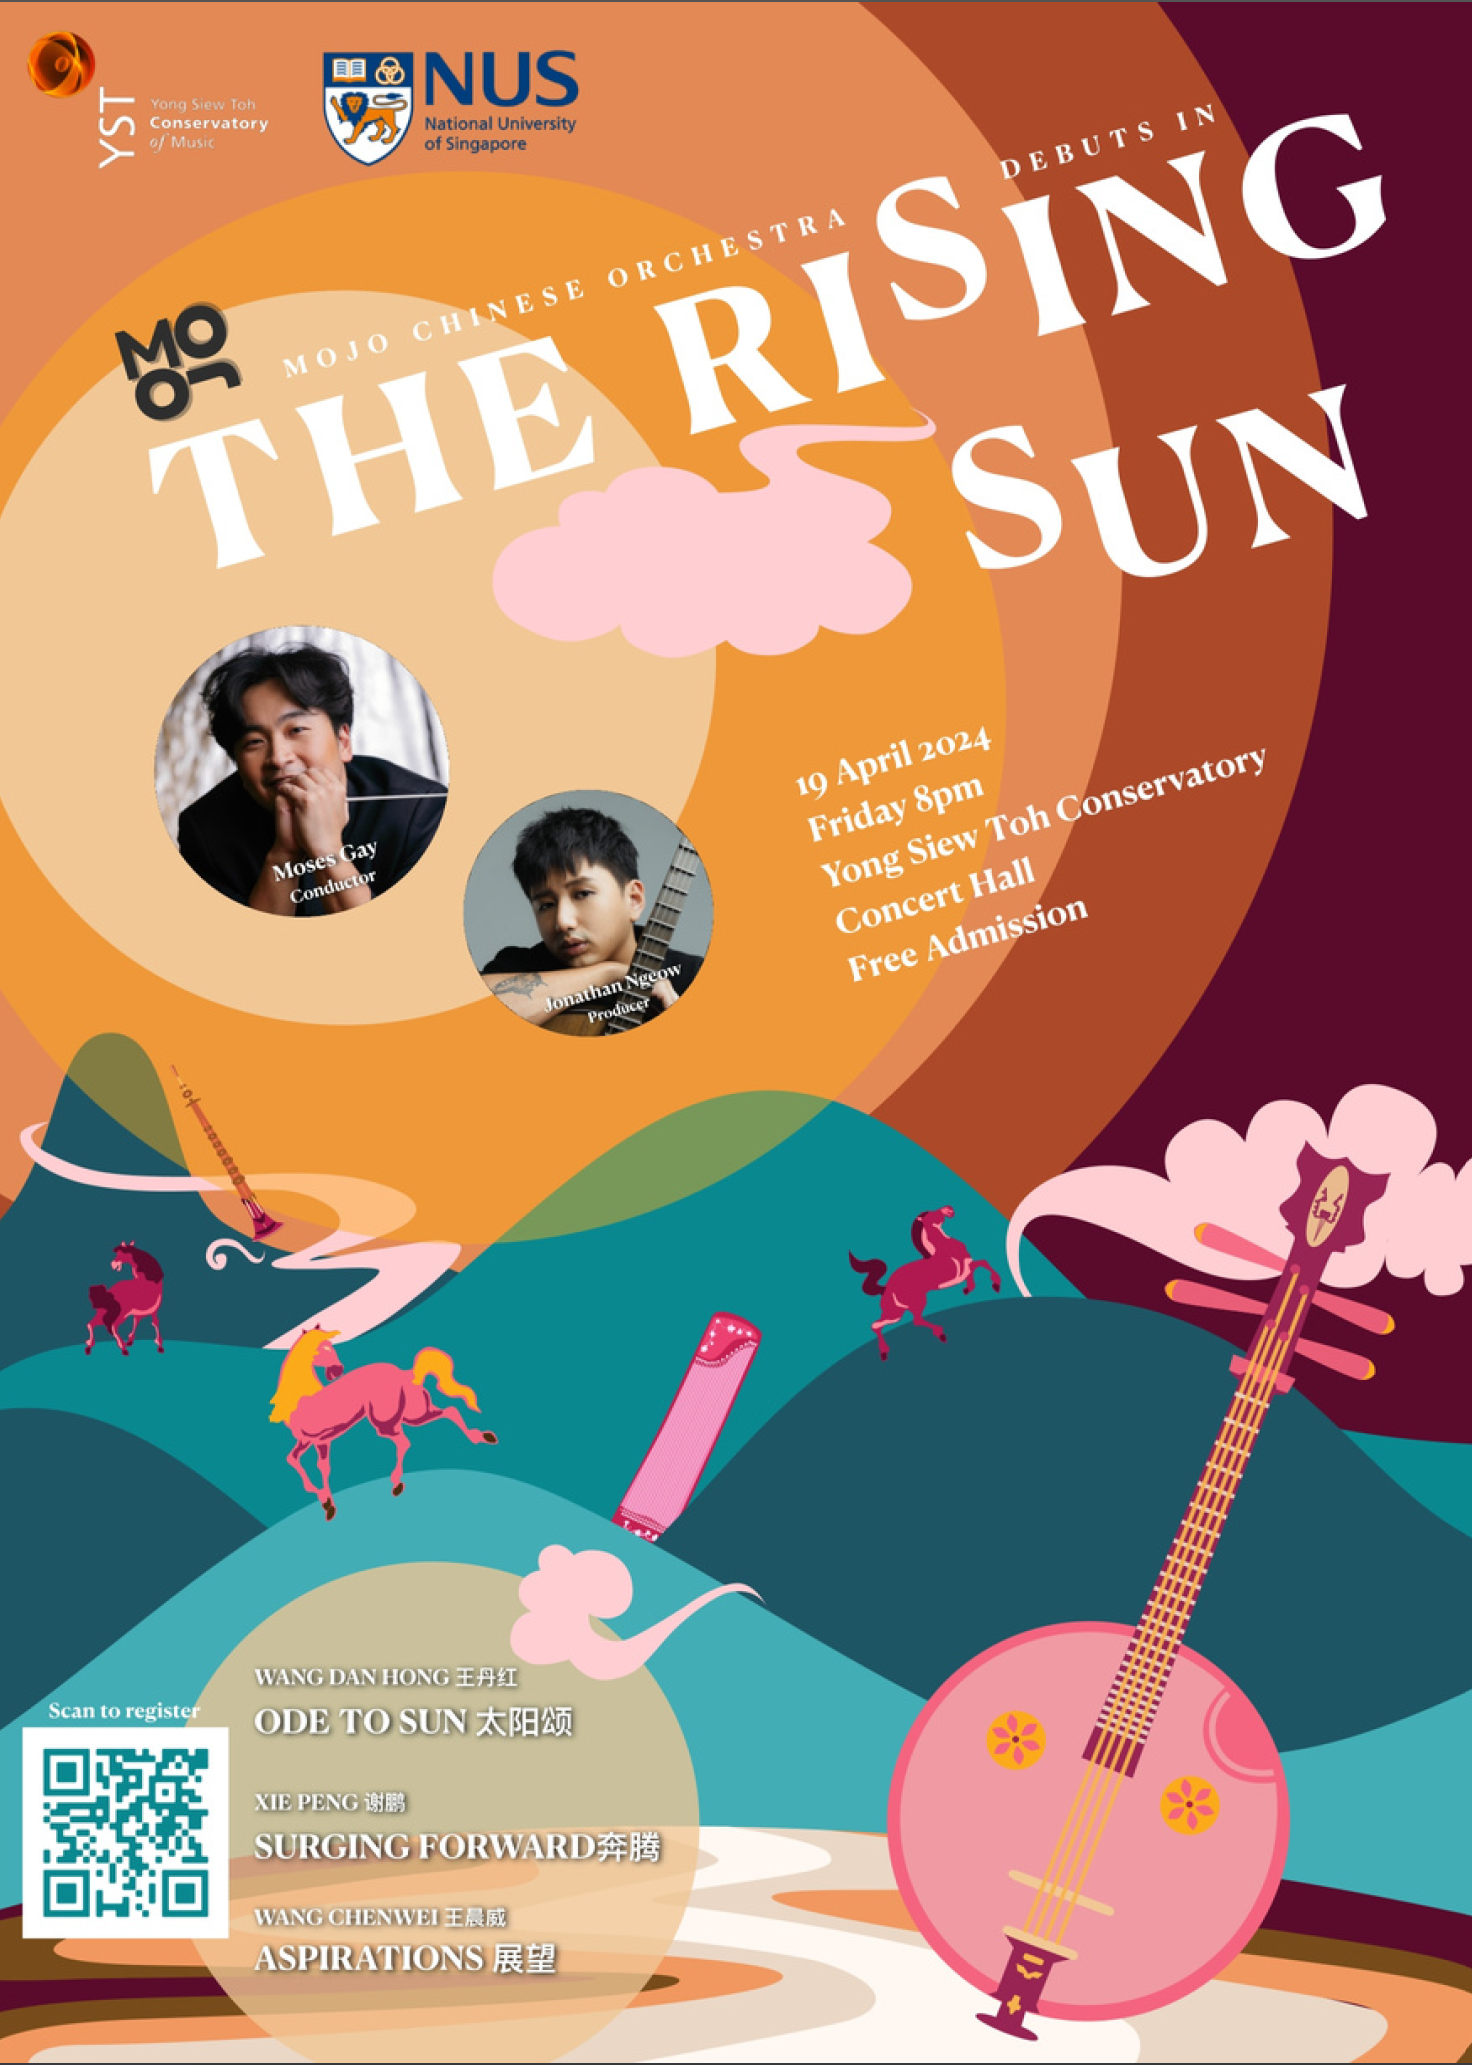 YST
Yong Siew Toh
Conservatory
of Music
NUS
National University
of Singapore
MOJO
MOJO CHINESE ORCHESTRA DEBUTS IN
THE RISING
SUN
Moses Gay
Conductor
Jonathan Ngeow
Producer
19 April 2024
Friday 8pm
Yong Siew Toh Conservatory
Concert Hall
Free Admission
Scan to register
WANG DAN HONG 王丹红
ODE TO SUN 太阳颂
XIE PENG 谢鹏
SURGING FORWARD奔腾
WANG CHENWEI 王晨威
ASPIRATIONS 展望